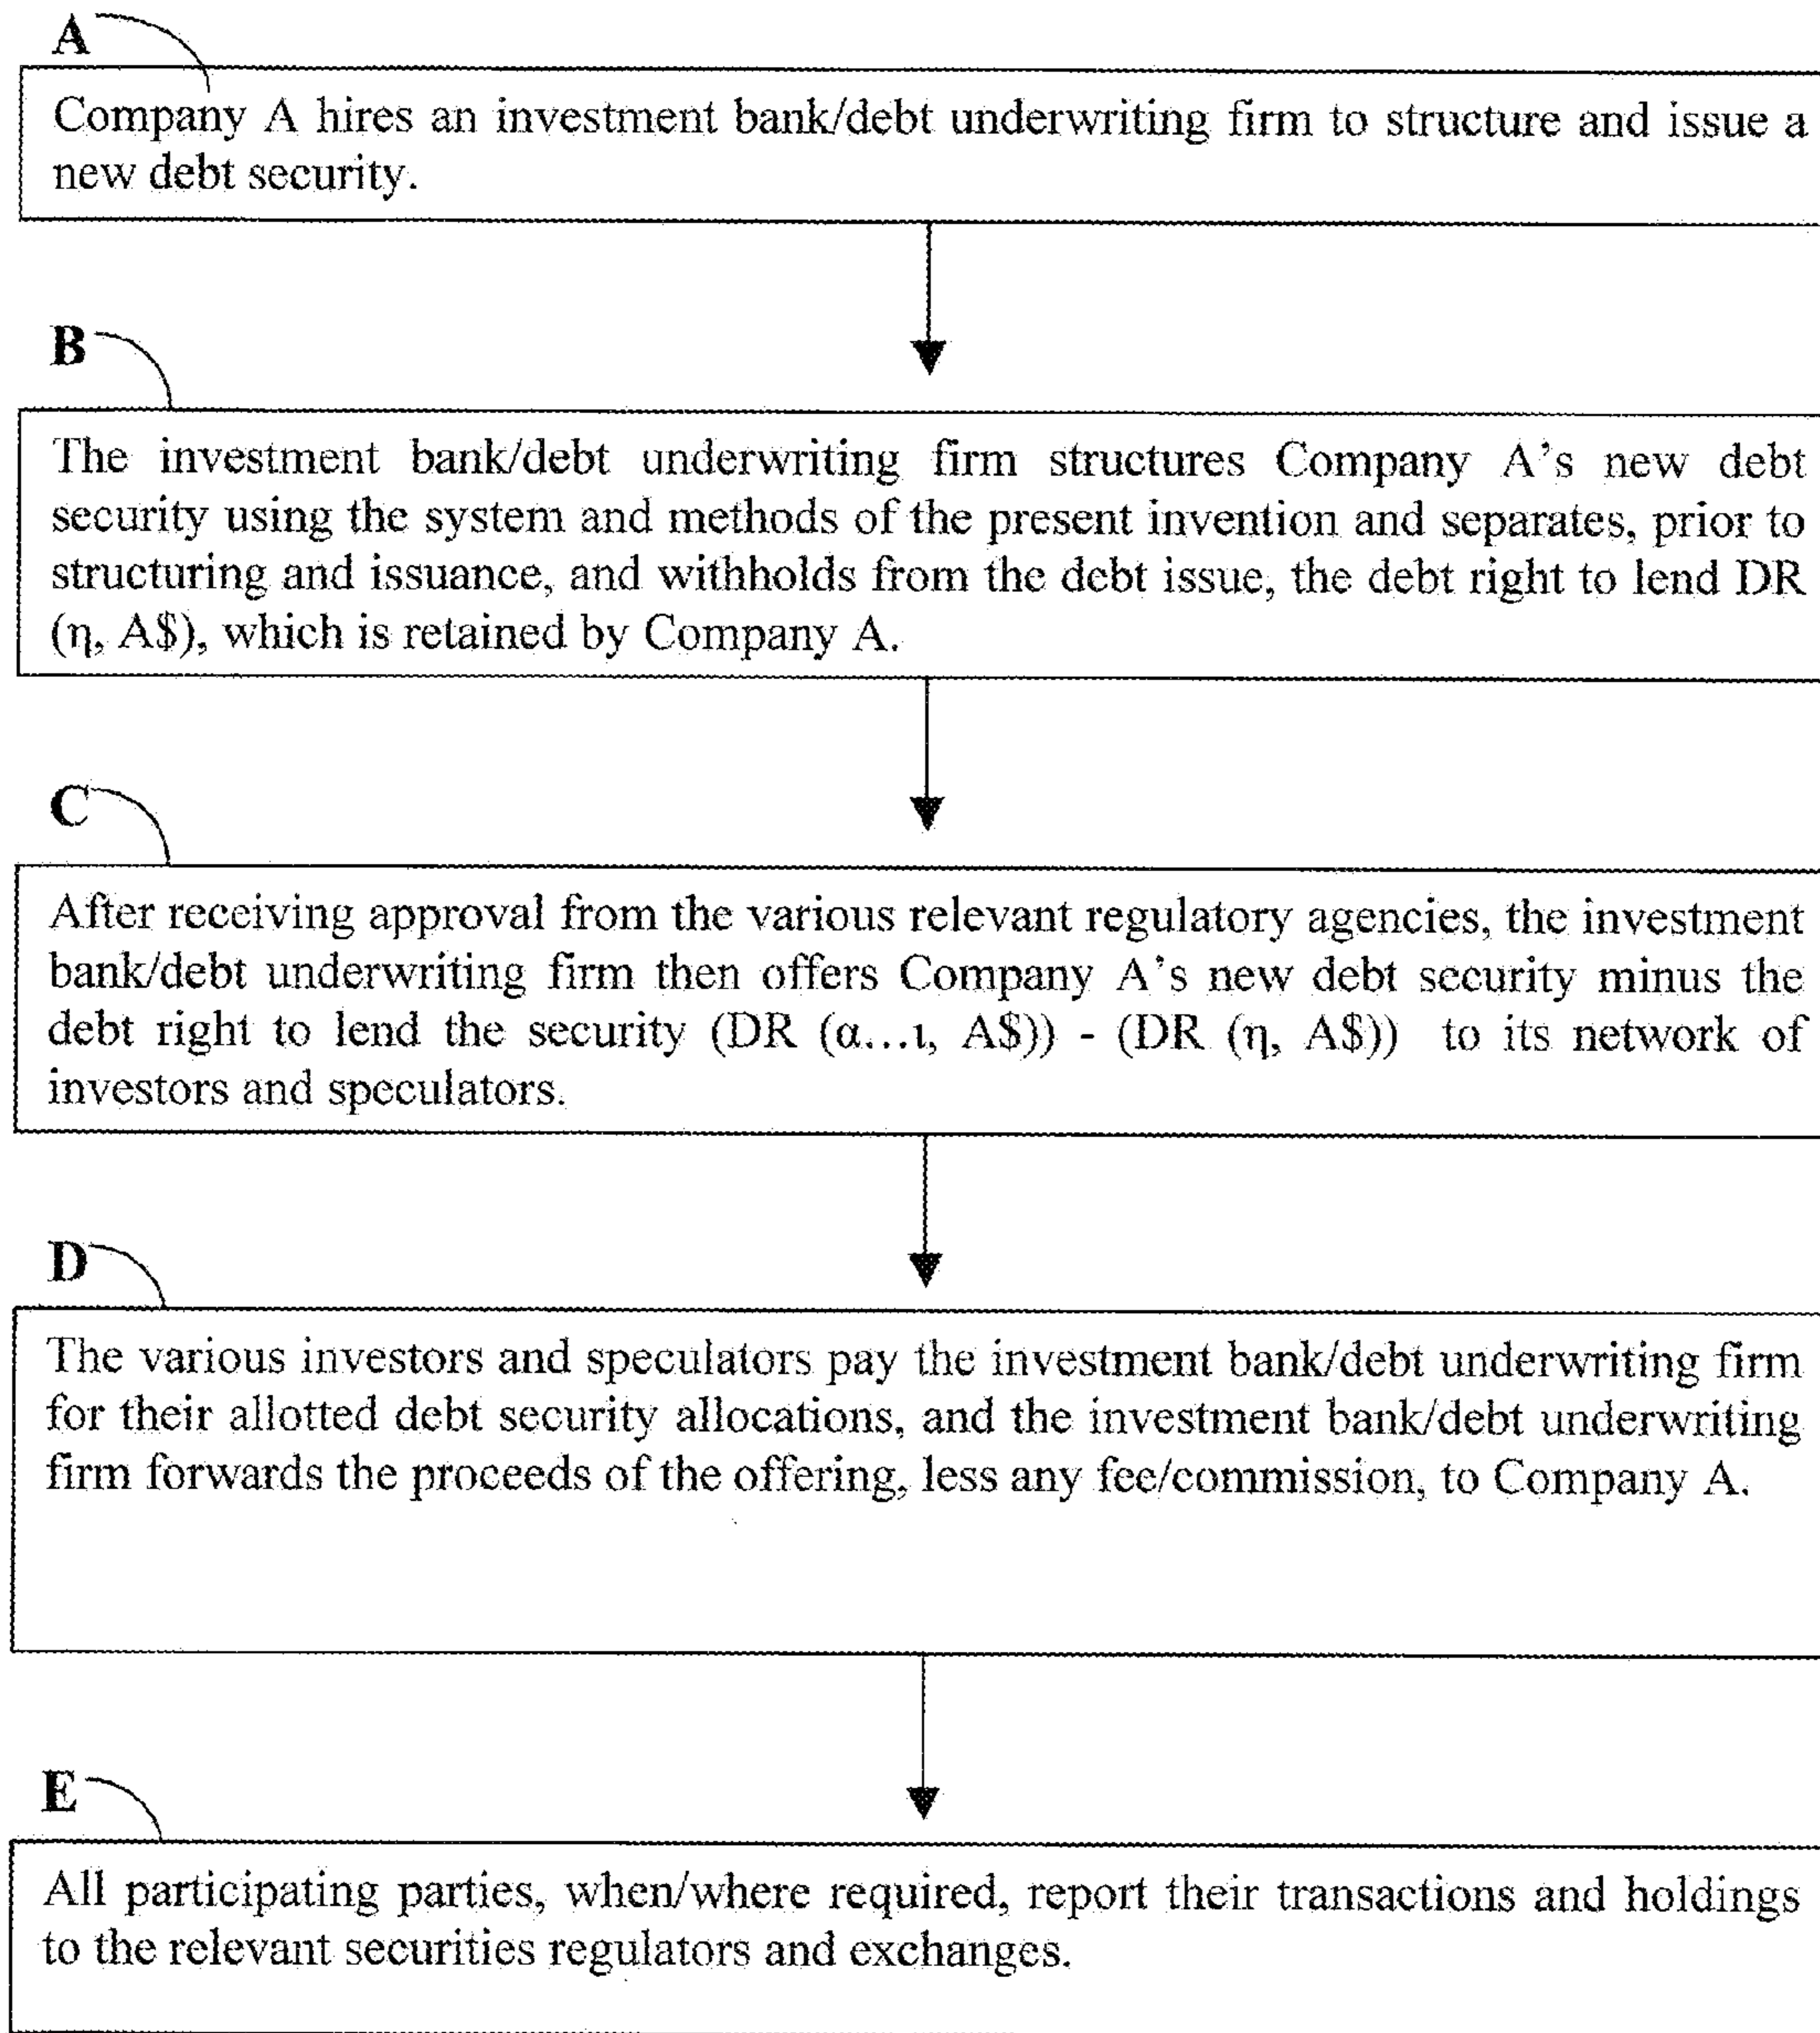 A
Company A hires an investment bank/debt underwriting firm to structure and issue a
new debt security.
B
The investment bank/debt underwriting firm structures Company A's new debt
security using the system and methods of the present invention and separates, prior to
structuring and issuance, and withholds from the debt issue, the debt right to lend DR
(η, A$), which is retained by Company A.
C
After receiving approval from the various relevant regulatory agencies, the investment
bank/debt underwriting firm then offers Company A's new debt security minus the
debt right to lend the security (DR (α...ι, A$)) - (DR (η, A$)) to its network of
investors and speculators.
D
The various investors and speculators pay the investment bank/debt underwriting firm
for their allotted debt security allocations, and the investment bank/debt underwriting
firm forwards the proceeds of the offering, less any fee/commission, to Company A.
E
All participating parties, when/where required, report their transactions and holdings
to the relevant securities regulators and exchanges.